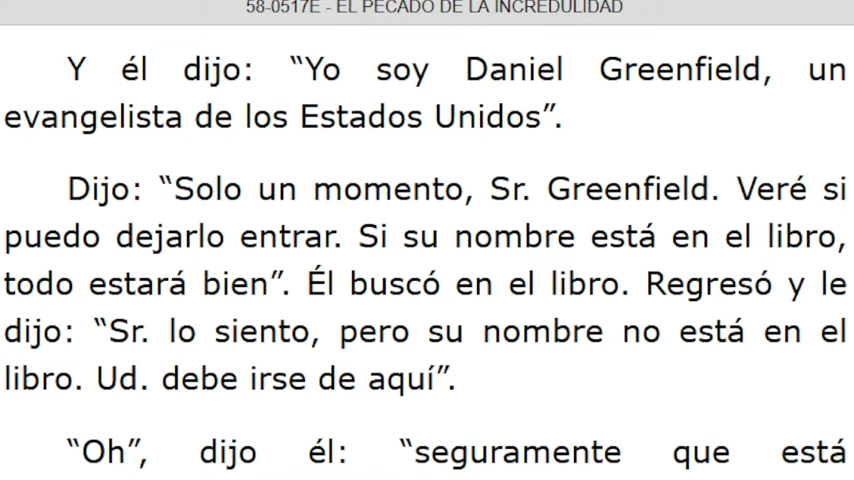 58-0517E - EL PECADO DE LA INCREDULIDAD
Y él dijo: “Yo soy Daniel Greenfield, un
evangelista de los Estados Unidos”.
Dijo: “Solo un momento, Sr. Greenfield. Veré si
puedo dejarlo entrar. Si su nombre está en el libro,
todo estará bien”. Él buscó en el libro. Regresó y le
dijo: “Sr. lo siento, pero su nombre no está en el
libro. Ud. debe irse de aquí”.
“Oh”, dijo él: “seguramente que está